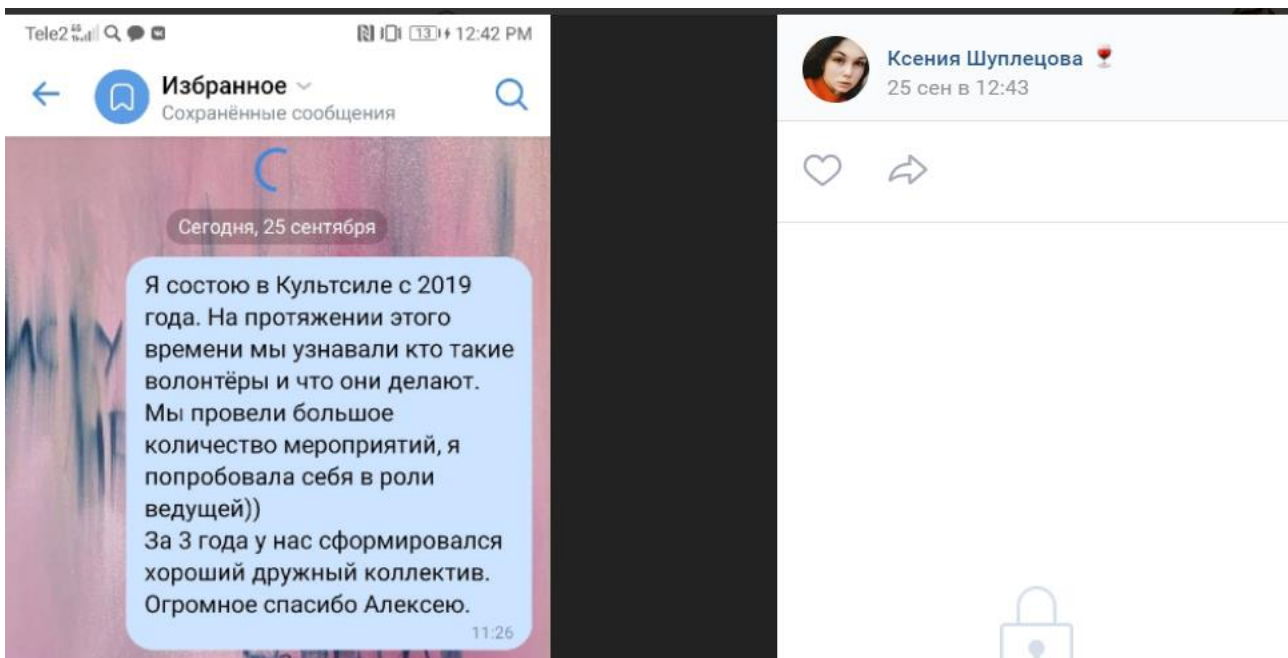 Tele2 12:42 PM
13
Избранное
Сохранённые сообщения
Сегодня, 25 сентября
Я состою в Культсиле с 2019
года. На протяжении этого
времени мы узнавали кто такие
волонтёры и что они делают.
Мы провели большое
количество мероприятий, я
попробовала себя в роли
ведущей))
За 3 года у нас сформировался
хороший дружный коллектив.
Огромное спасибо Алексею.
11:26
Ксения Шуплецова
25 сен в 12:43